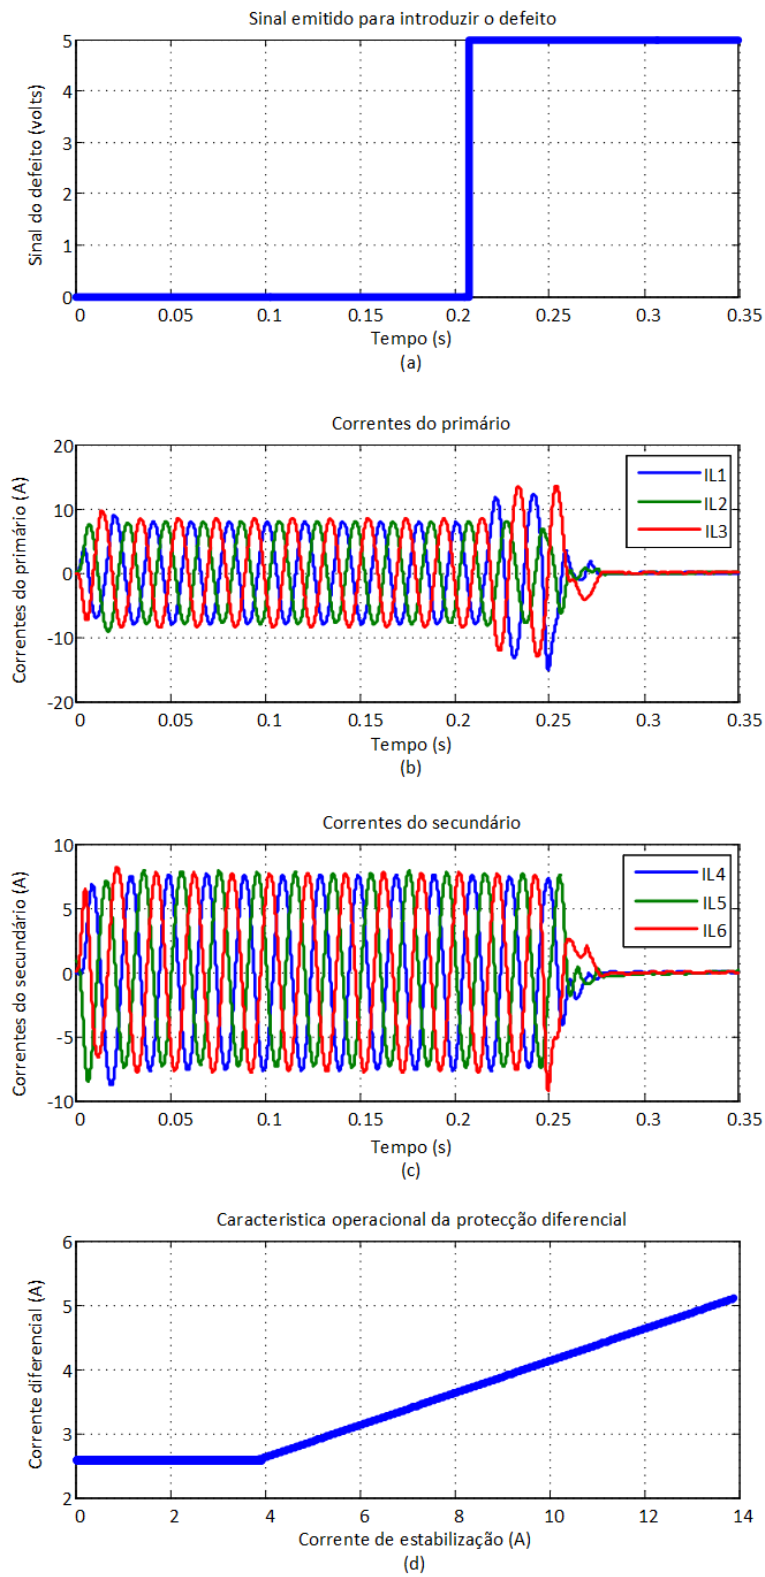 Sinal emitido para introduzir o defeito
Sinal do defeito (volts)
5
4
3
2
1
0
0 0.05 0.1 0.15 0.2 0.25 0.3 0.35
Tempo (s)
(a)
Correntes do primário
Correntes do primário (A)
20
10
0
-10
-20
IL1
IL2
IL3
0 0.05 0.1 0.15 0.2 0.25 0.3 0.35
Tempo (s)
(b)
Correntes do secundário
Correntes do secundário (A)
10
5
0
-5
-10
IL4
IL5
IL6
0 0.05 0.1 0.15 0.2 0.25 0.3 0.35
Tempo (s)
(c)
Caracteristica operacional da protecção diferencial
Corrente diferencial (A)
6
5
4
3
2
0 2 4 6 8 10 12 14
Corrente de estabilização (A)
(d)